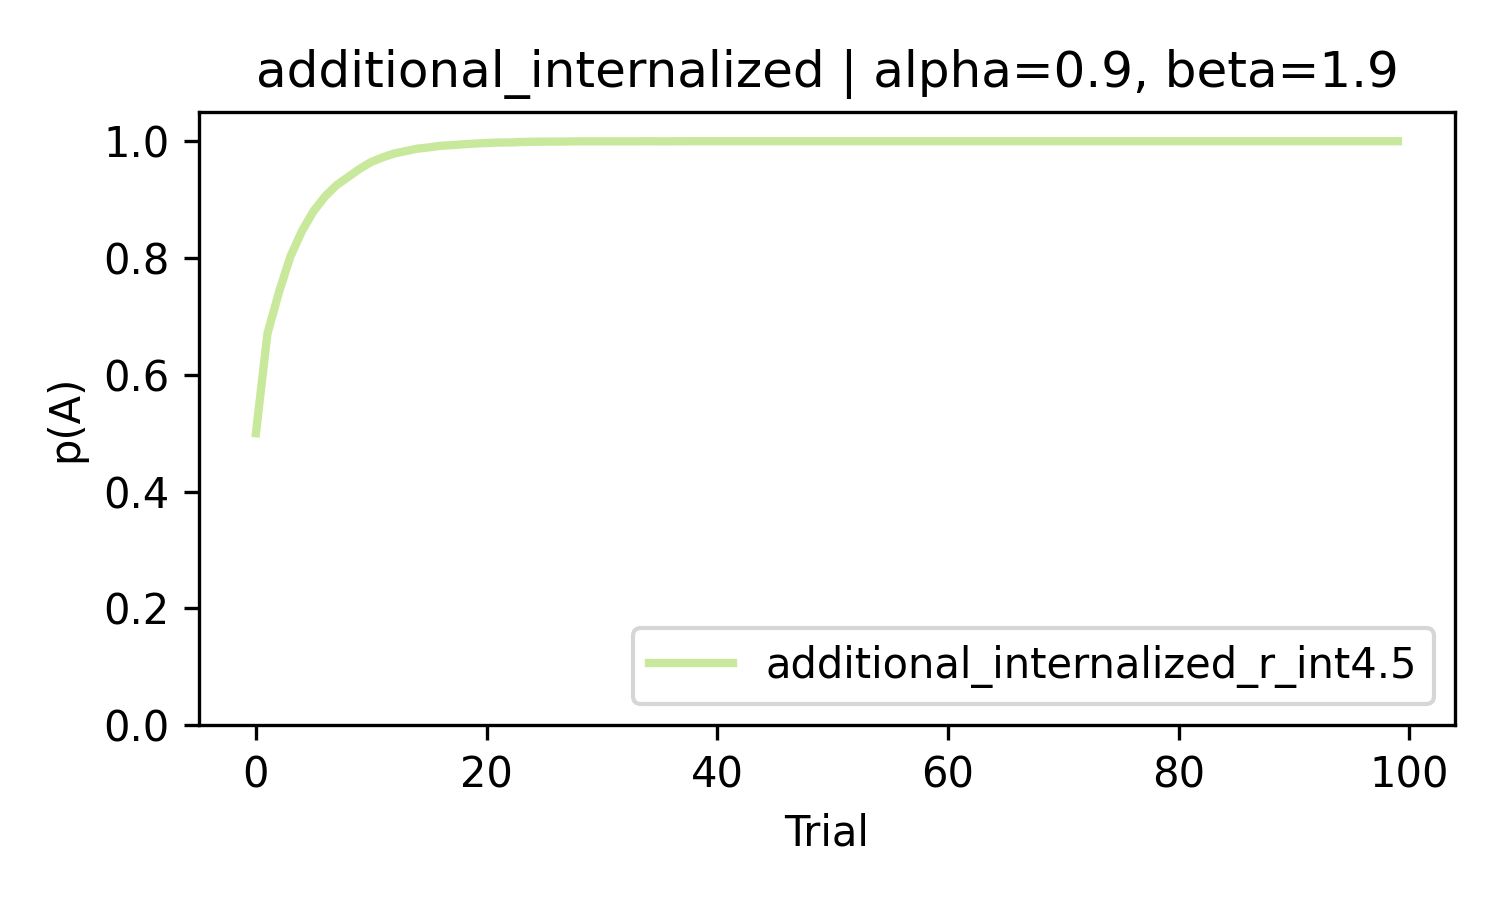 additional_internalized | alpha=0.9, beta=1.9
1.0
0.8
0.6
0.4
0.2
0.0
p(A)
additional_internalized_r_int4.5
0 20 40 60 80 100
Trial